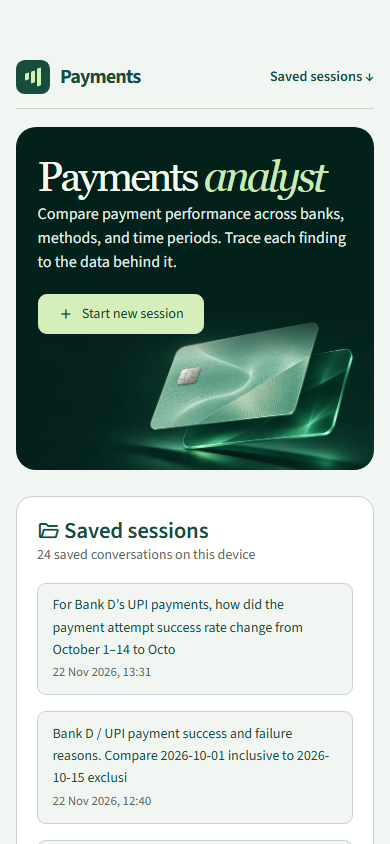 Payments
Saved sessions ↓
Payments analyst
Compare payment performance across banks,
methods, and time periods. Trace each finding
to the data behind it.
+ Start new session
Saved sessions
24 saved conversations on this device
For Bank D’s UPI payments, how did the
payment attempt success rate change from
October 1–14 to Octo
22 Nov 2026, 13:31
Bank D / UPI payment success and failure
reasons. Compare 2026-10-01 inclusive to 2026-
10-15 exclusi
22 Nov 2026, 12:40